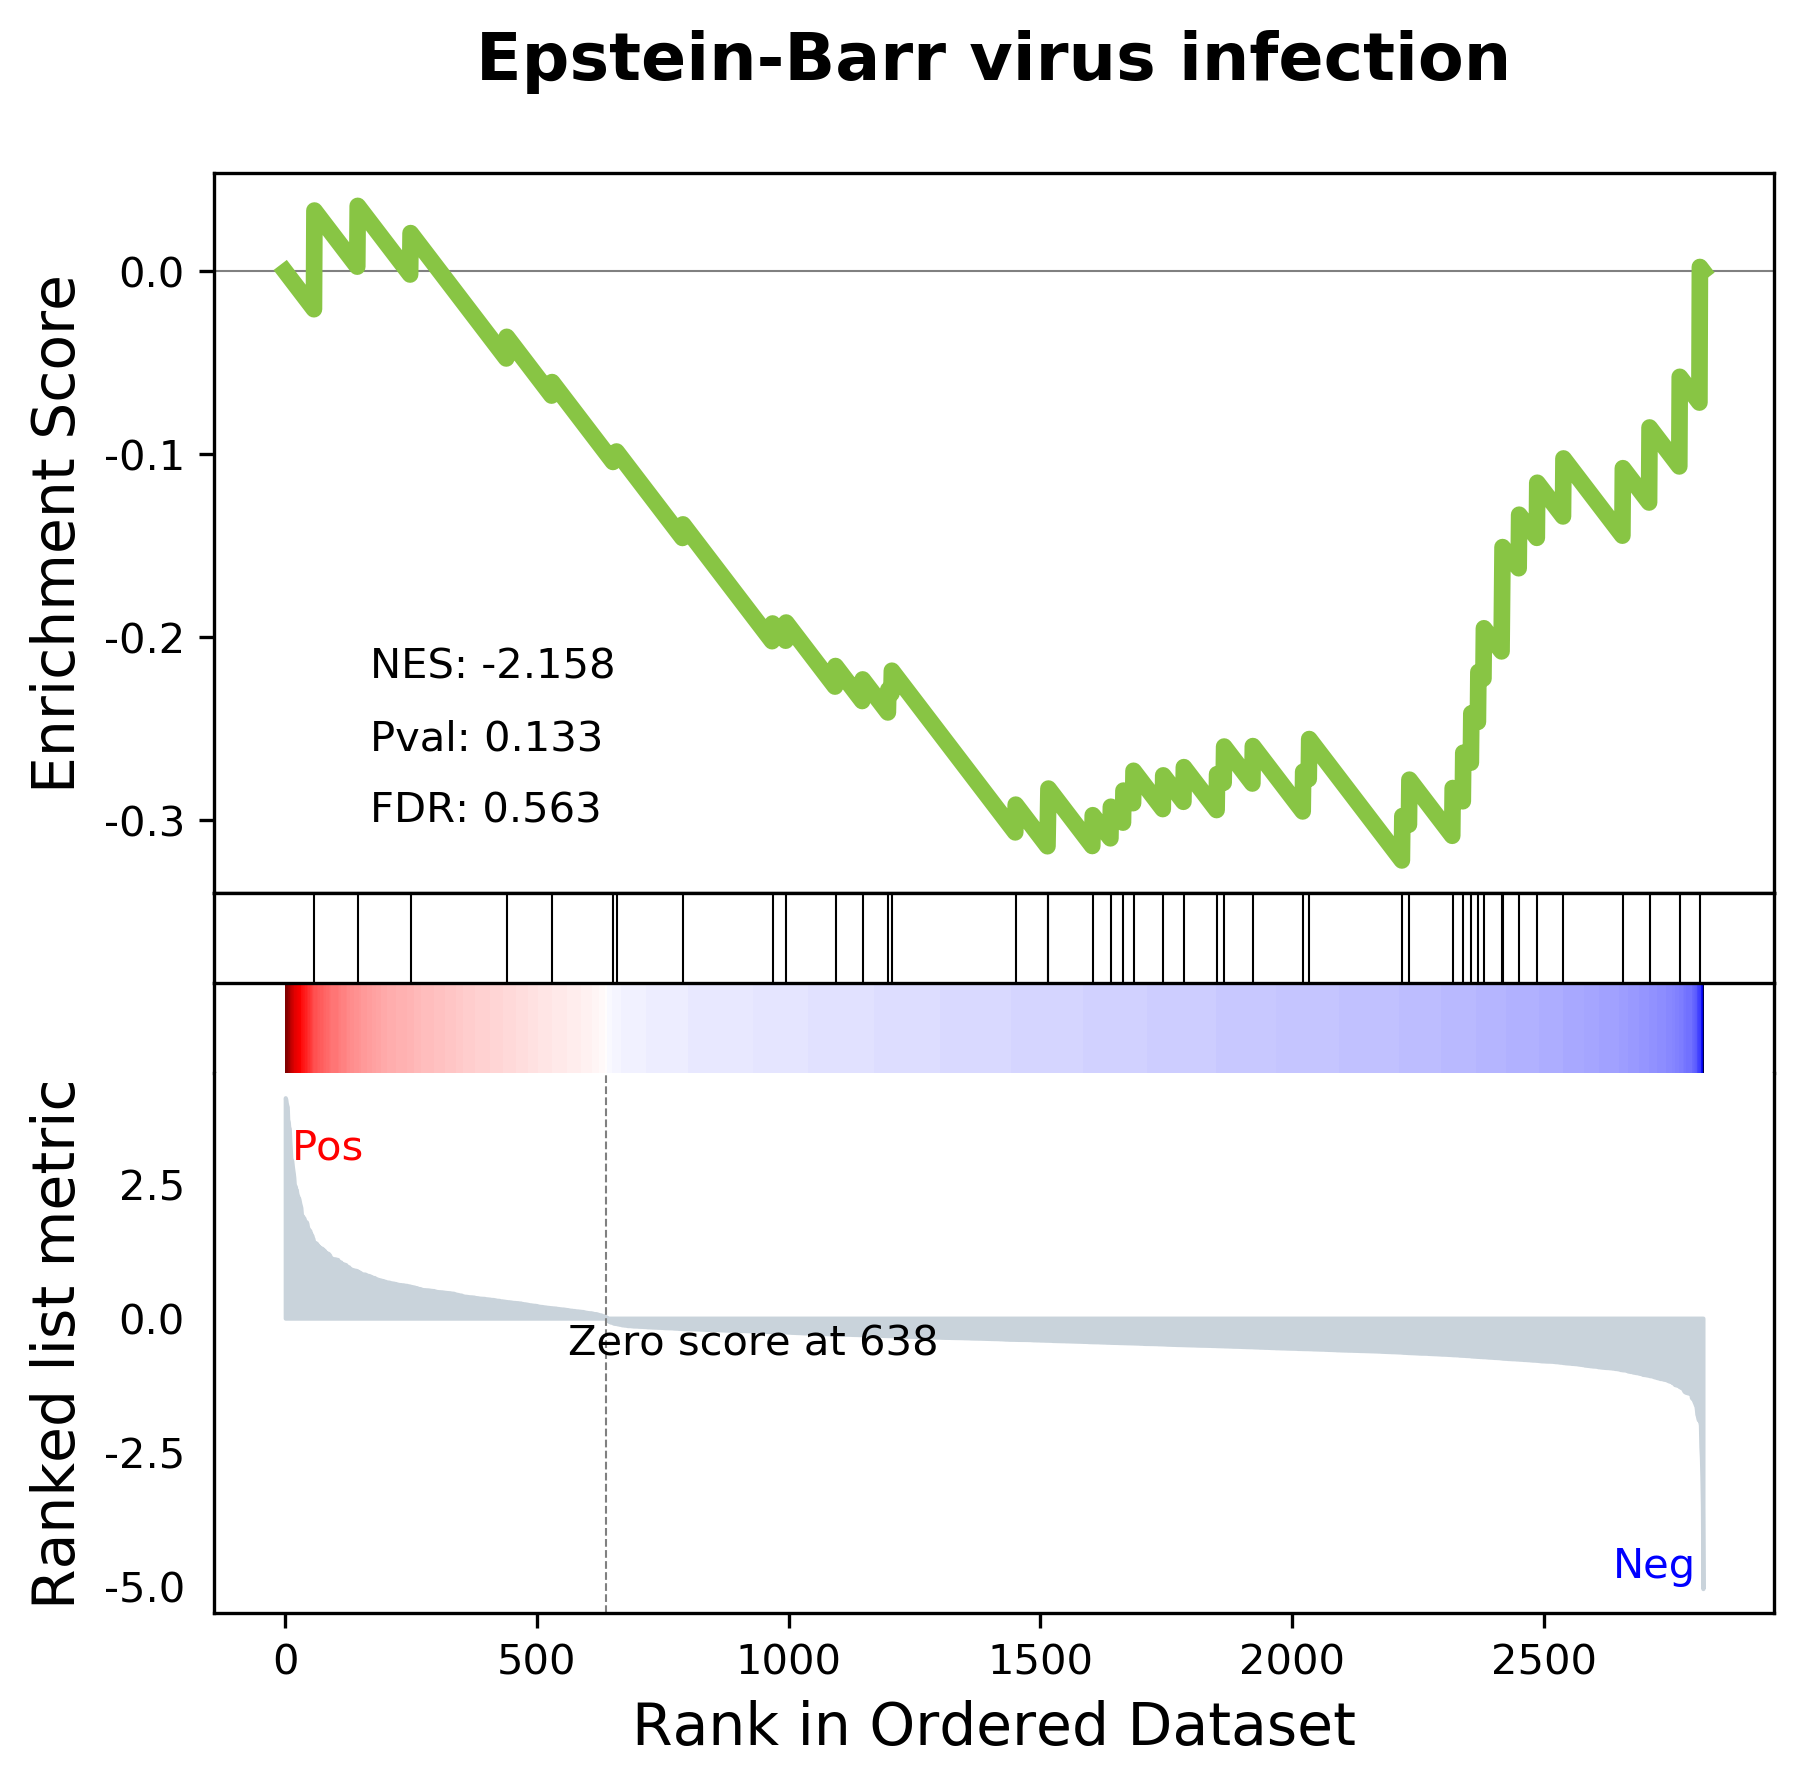 Epstein-Barr virus infection
Enrichment Score
0.0
-0.1
-0.2
-0.3
NES: -2.158
Pval: 0.133
FDR: 0.563
Ranked list metric
2.5
0.0
-2.5
-5.0
Pos
Zero score at 638
Neg
0 500 1000 1500 2000 2500
Rank in Ordered Dataset